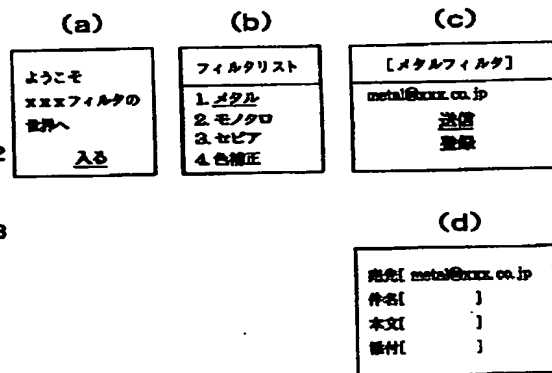 (a)
ようこそ
xxxフィルタの
世界へ
入る
(b)
フィルタリスト
1. メタル
2. モノクロ
3. セピア
4. 色補正
(c)
[メタルフィルタ]
metal@xxx.co.jp
送信
登録
(d)
宛先[ metal@xxx.co.jp
件名[ ]
本文[ ]
添付[ ]
2
3